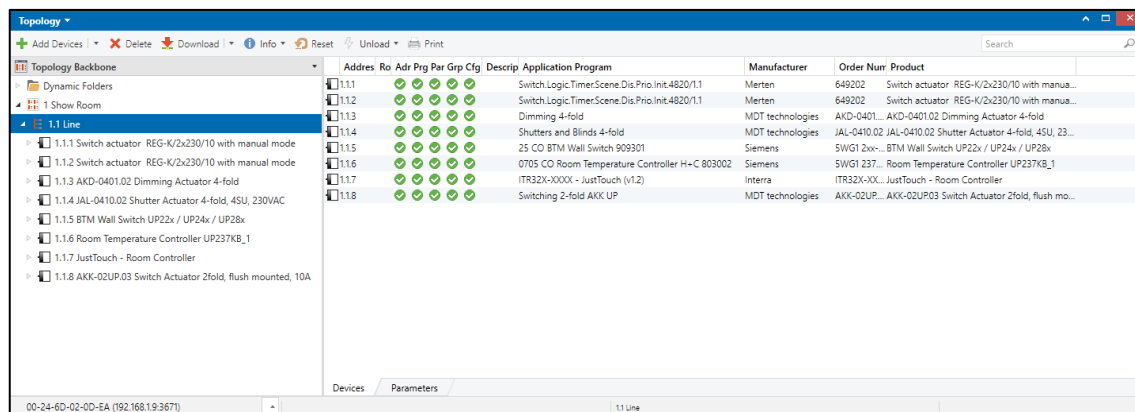 Topology
Add Devices Delete Download Info Reset Unload Print Search
Topology Backbone
Dynamic Folders
1 Show Room
1.1 Line
1.1.1 Switch actuator REG-K/2x230/10 with manual mode
1.1.2 Switch actuator REG-K/2x230/10 with manual mode
1.1.3 AKD-0401.02 Dimming Actuator 4-fold
1.1.4 JAL-0410.02 Shutter Actuator 4-fold, 4SU, 230VAC
1.1.5 BTM Wall Switch UP22x / UP24x / UP28x
1.1.6 Room Temperature Controller UP237KB_1
1.1.7 JustTouch - Room Controller
1.1.8 AKK-02UP.03 Switch Actuator 2fold, flush mounted, 10A
Addres Ro Adr Prg Par Grp Cfg Descrip Application Program Manufacturer Order Num Product
1.1.1 Switch.Logic.Timer.Scene.Dis.Prio.Init.4820/1.1 Merten 649202 Switch actuator REG-K/2x230/10 with manua...
1.1.2 Switch.Logic.Timer.Scene.Dis.Prio.Init.4820/1.1 Merten 649202 Switch actuator REG-K/2x230/10 with manua...
1.1.3 Dimming 4-fold MDT technologies AKD-0401.... AKD-0401.02 Dimming Actuator 4-fold
1.1.4 Shutters and Blinds 4-fold MDT technologies JAL-0410.02 JAL-0410.02 Shutter Actuator 4-fold, 4SU, 23...
1.1.5 25 CO BTM Wall Switch 909301 Siemens 5WG1 2xx-... BTM Wall Switch UP22x / UP24x / UP28x
1.1.6 0705 CO Room Temperature Controller H+C 803002 Siemens 5WG1 237... Room Temperature Controller UP237KB_1
1.1.7 ITR32X-XXXX - JustTouch (v1.2) Interra ITR32X-XX... JustTouch - Room Controller
1.1.8 Switching 2-fold AKK UP MDT technologies AKK-02UP.... AKK-02UP.03 Switch Actuator 2fold, flush mo...
Devices Parameters
00-24-6D-02-0D-EA (192.168.1.9:3671) 1.1 Line